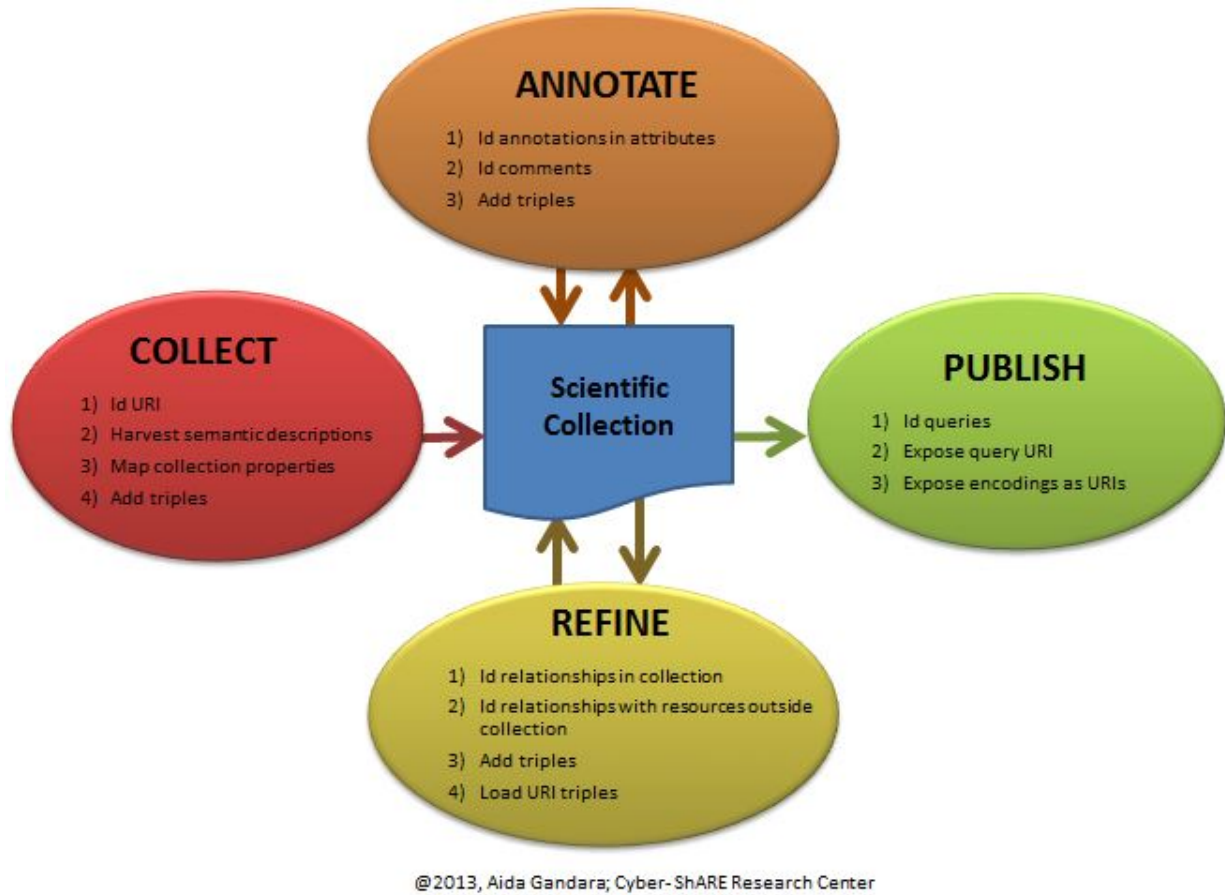 ANNOTATE
1) Id annotations in attributes
2) Id comments
3) Add triples
COLLECT
1) Id URI
2) Harvest semantic descriptions
3) Map collection properties
4) Add triples
Scientific
Collection
PUBLISH
1) Id queries
2) Expose query URI
3) Expose encodings as URIs
REFINE
1) Id relationships in collection
2) Id relationships with resources outside
collection
3) Add triples
4) Load URI triples
@2013, Aida Gandara; Cyber-ShARE Research Center